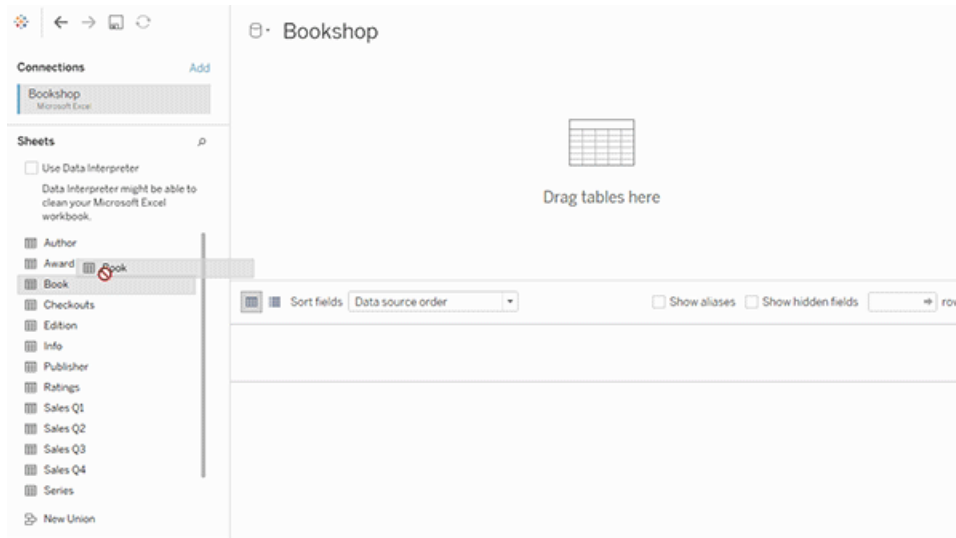 Bookshop
Connections
Add
Bookshop
Microsoft Excel
Sheets
Use Data Interpreter
Data Interpreter might be able to
clean your Microsoft Excel
workbook.
Author
Award
Book
Book
Checkouts
Edition
Info
Publisher
Ratings
Sales Q1
Sales Q2
Sales Q3
Sales Q4
Series
New Union
Drag tables here
Sort fields
Data source order
Show aliases
Show hidden fields
row